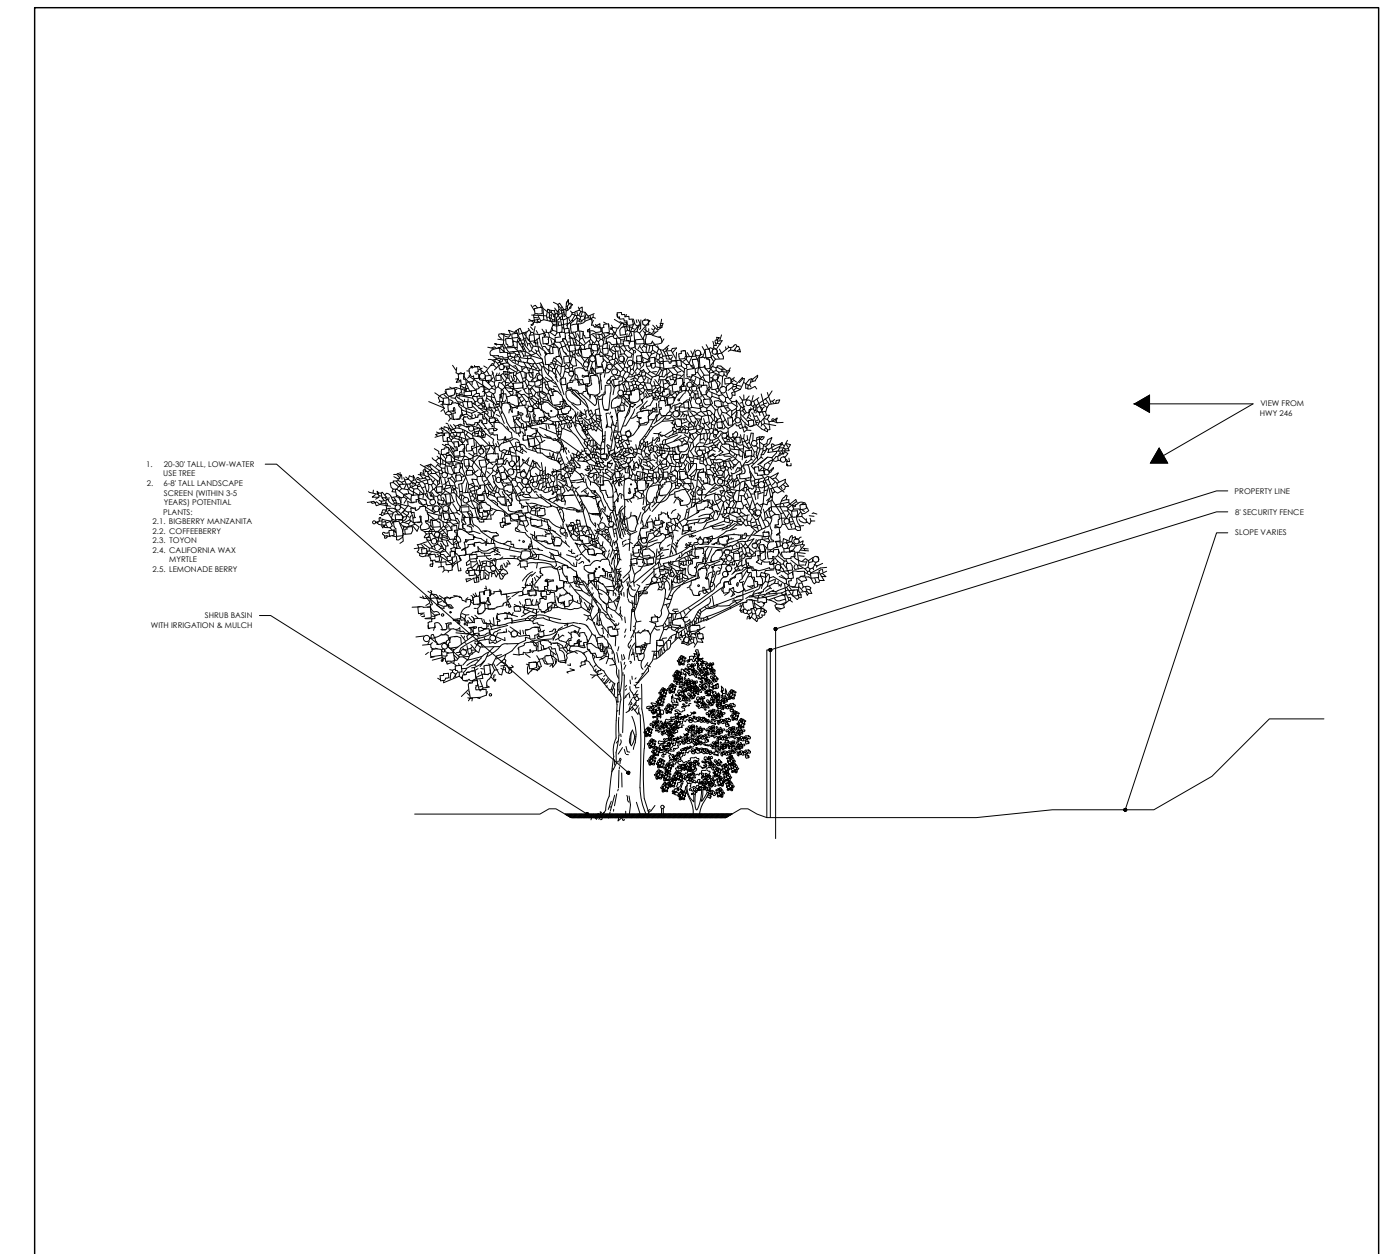 1. 20-30' TALL, LOW-WATER
USE TREE
2. 6-8' TALL LANDSCAPE
SCREEN (WITHIN 3-5
YEARS) POTENTIAL
PLANTS:
2.1. BIGBERRY MANZANITA
2.2. COFFEEBERRY
2.3. TOYON
2.4. CALIFORNIA WAX
MYRTLE
2.5. LEMONADE BERRY
SHRUB BASIN
WITH IRRIGATION & MULCH
VIEW FROM
HWY 246
PROPERTY LINE
8' SECURITY FENCE
SLOPE VARIES